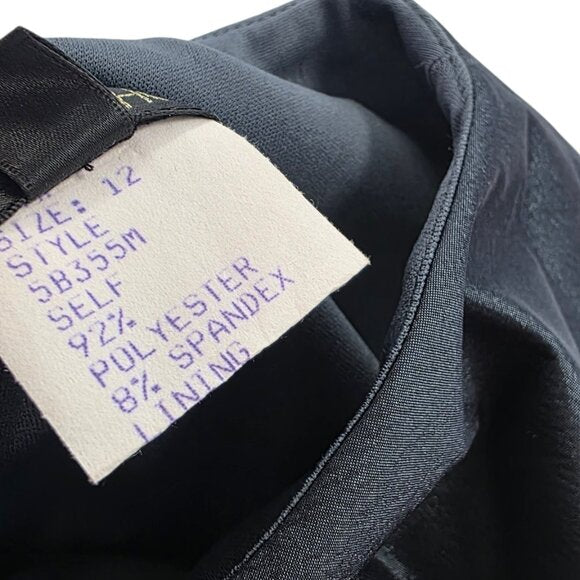 SIZE: 12
STYLE
5B355M
SELF
92%
POLYESTER
8% SPANDEX
LINING